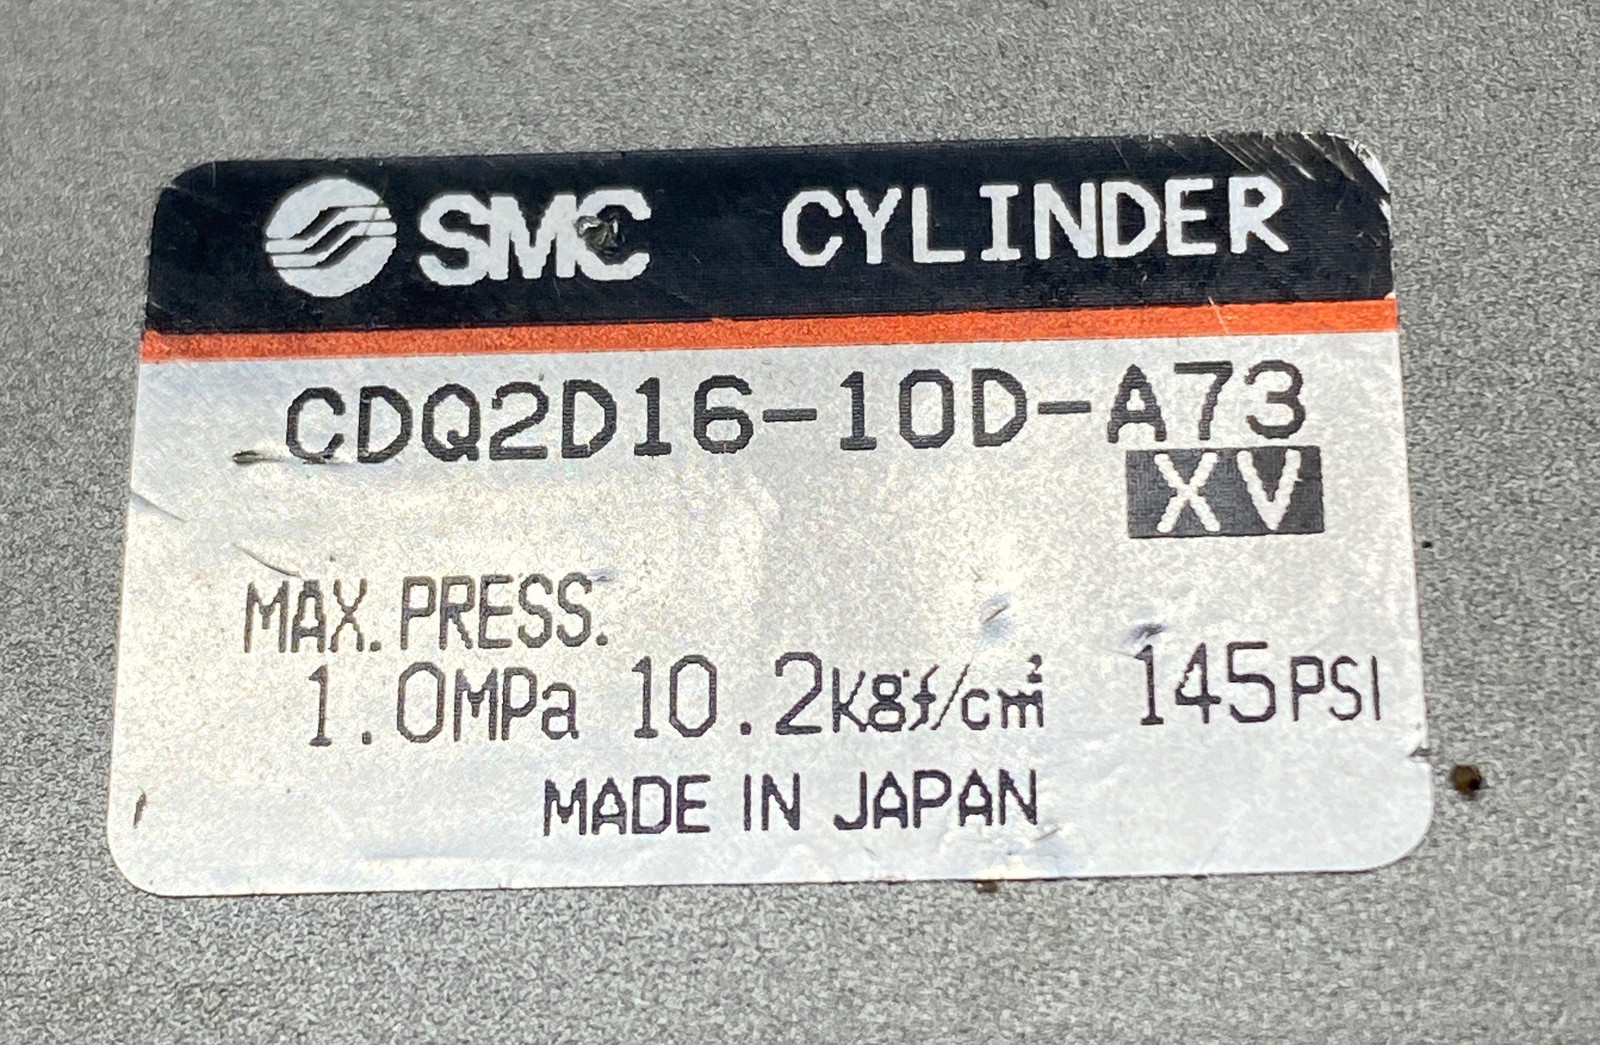 SMC CYLINDER
CDQ2D16-10D-A73
XV
MAX. PRESS.
1.0MPa 10.2kgf/cm² 145PSI
MADE IN JAPAN